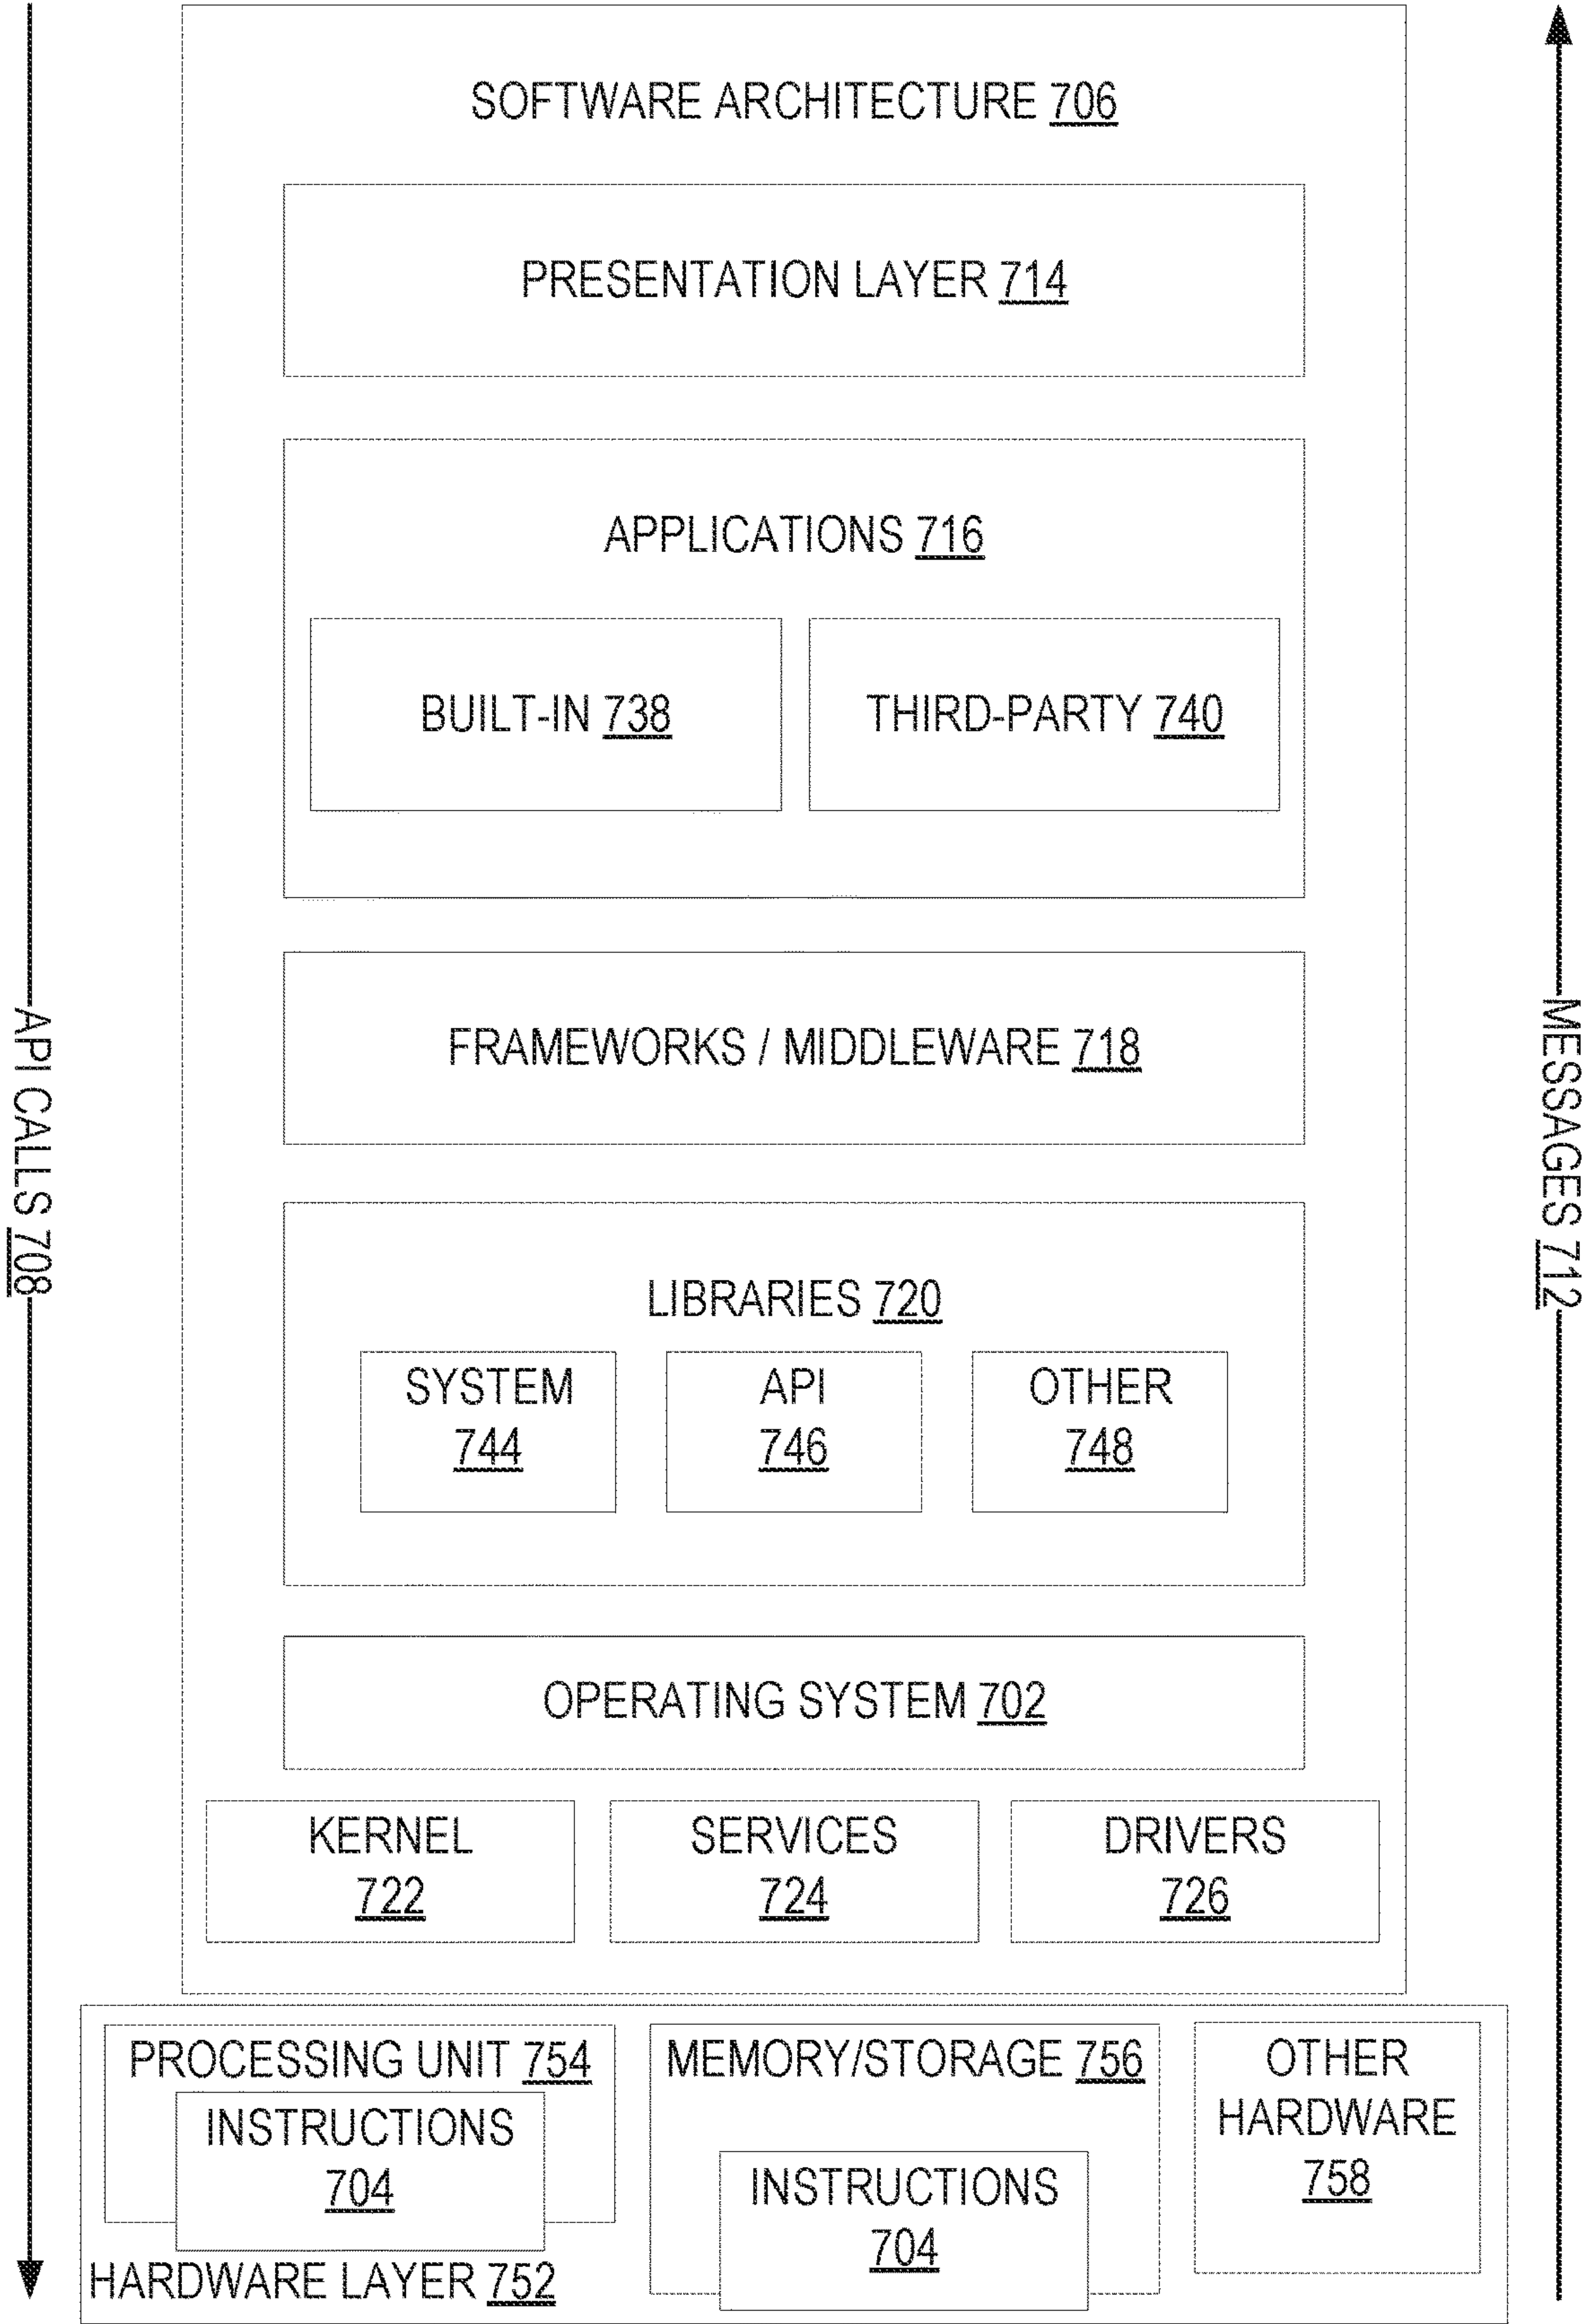 SOFTWARE ARCHITECTURE 706
PRESENTATION LAYER 714
APPLICATIONS 716
BUILT-IN 738
THIRD-PARTY 740
FRAMEWORKS / MIDDLEWARE 718
API CALLS 708
MESSAGES 712
LIBRARIES 720
SYSTEM
744
API
746
OTHER
748
OPERATING SYSTEM 702
KERNEL
722
SERVICES
724
DRIVERS
726
PROCESSING UNIT 754
INSTRUCTIONS
704
MEMORY/STORAGE 756
INSTRUCTIONS
704
OTHER
HARDWARE
758
HARDWARE LAYER 752